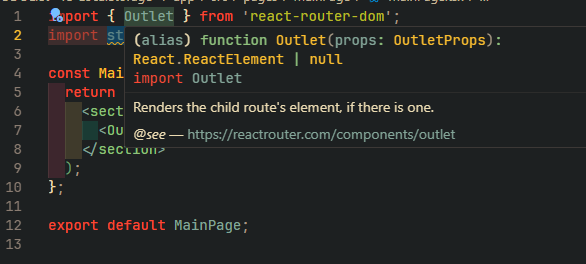 1 import { Outlet } from 'react-router-dom';
2 import st
(alias) function Outlet(props: OutletProps):
React.ReactElement | null
import Outlet
Renders the child route's element, if there is one.
@see — https://reactrouter.com/components/outlet
3
4 const Mai
5 return
6 <sect
7 <Ou
8 </section>
9 );
10 };
11
12 export default MainPage;
13